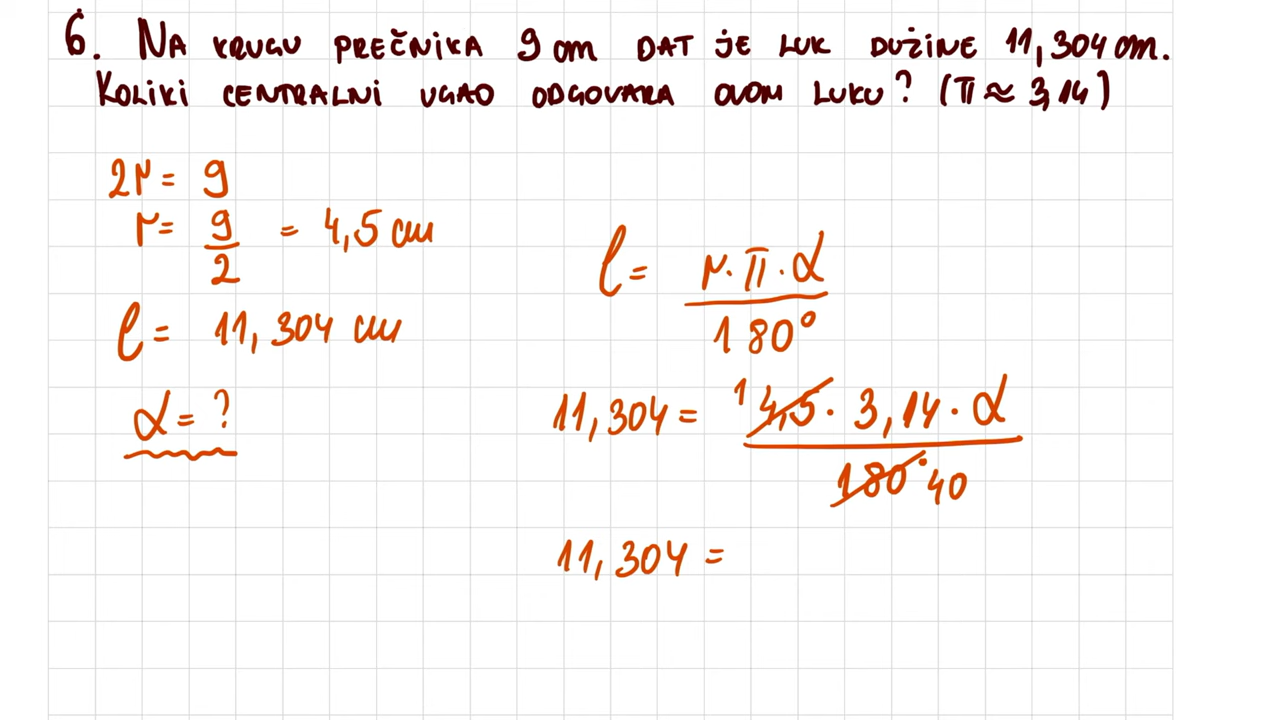 6. NA KRUGU PREČNIKA 9 cm DAT JE LUK DUŽINE 11,304 cm.
KOLIKI CENTRALNI UGAO ODGOVARA OVOM LUKU? (π ≈ 3,14)
2r = 9
r = 9/2 = 4,5 cm
l = 11,304 cm
α = ?
l = r · π · α / 180°
11,304 = 1 4,5 · 3,14 · α / 180° 40
11,304 =